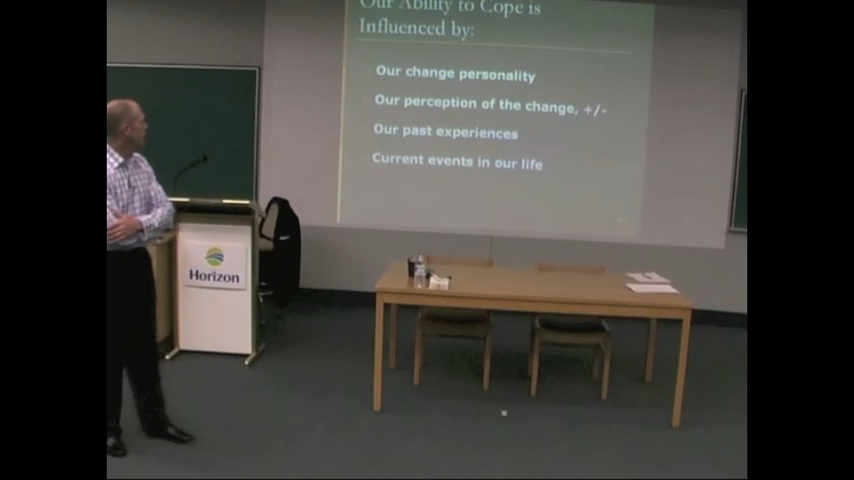 Our Ability to Cope is
Influenced by:
Our change personality
Our perception of the change, +/-
Our past experiences
Current events in our life
Horizon